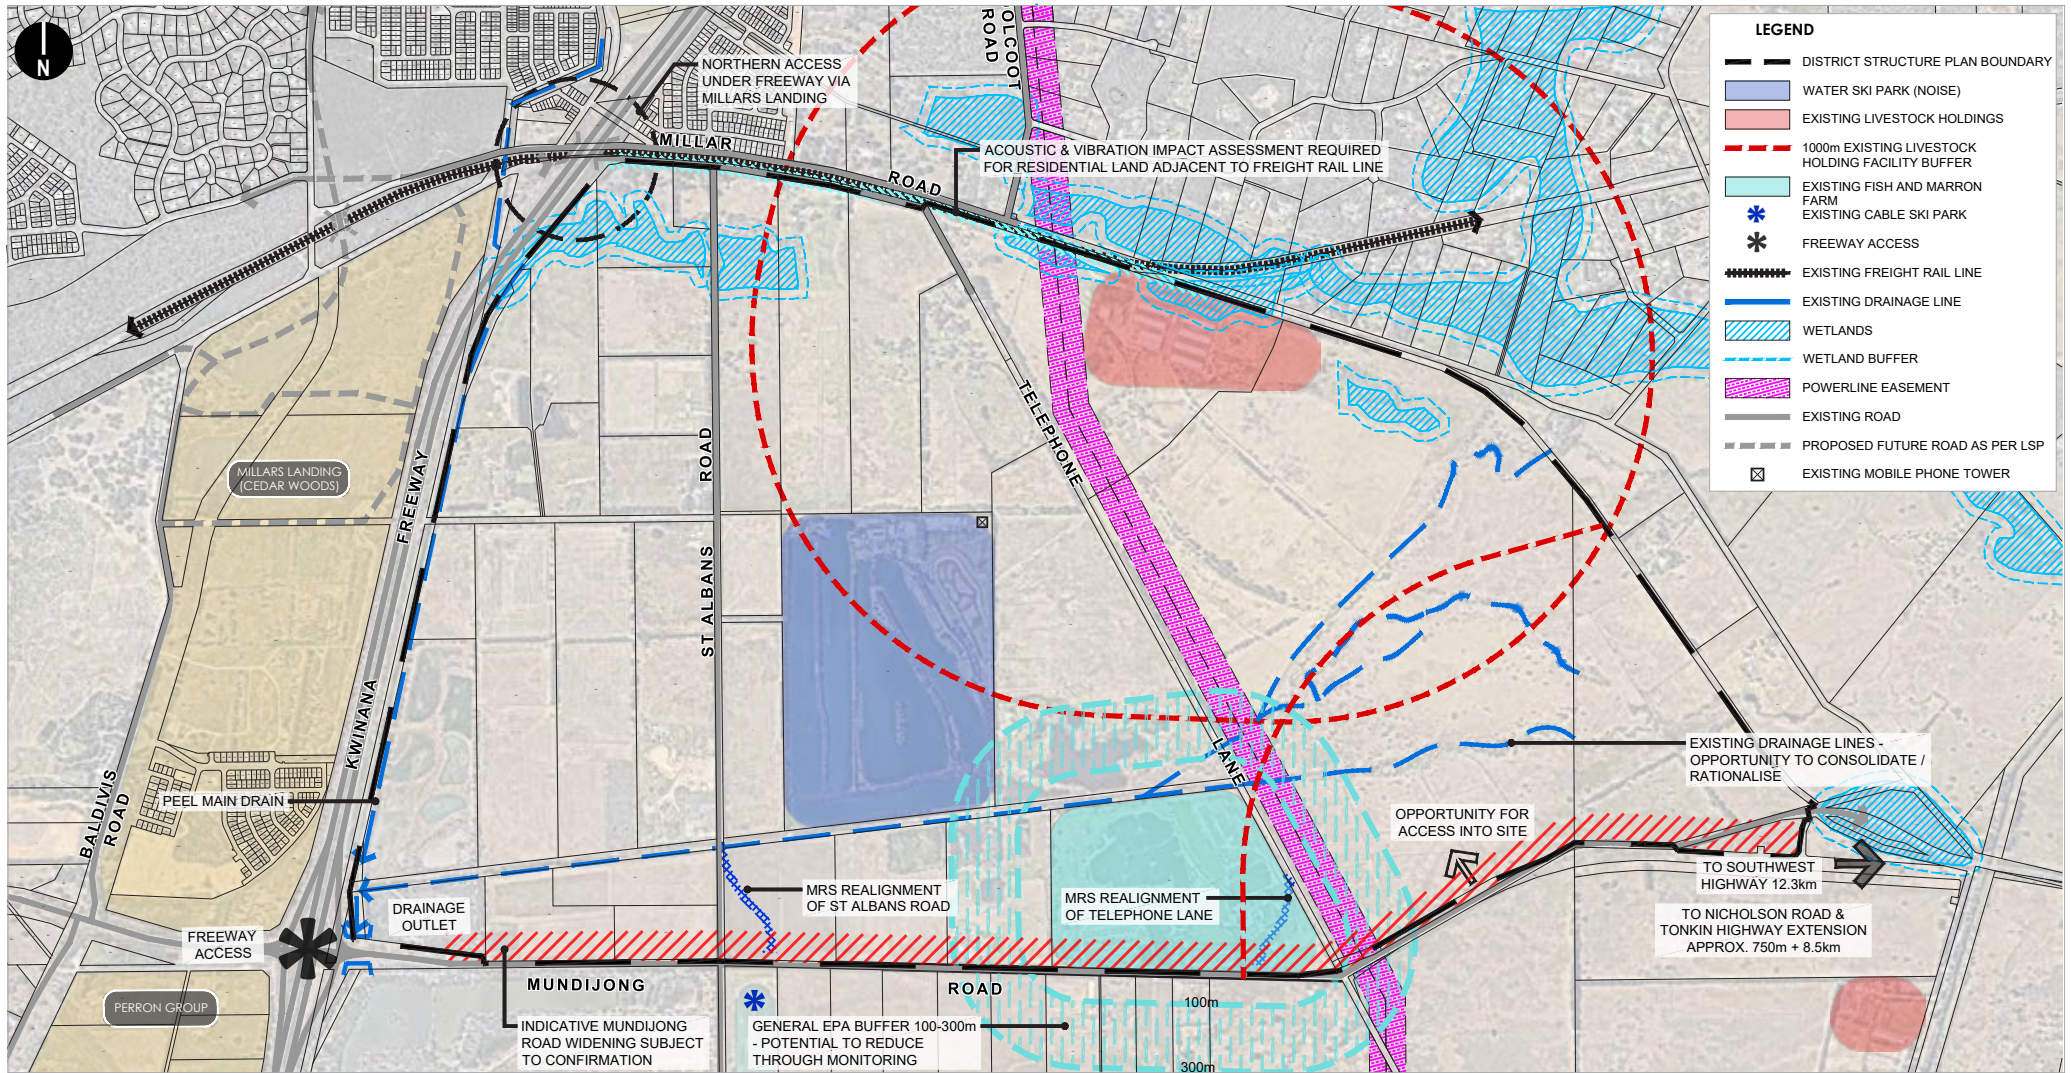 N
NORTHERN ACCESS
UNDER FREEWAY VIA
MILLARS LANDING
OLCOOT
ROAD
MILLAR
ROAD
ACOUSTIC & VIBRATION IMPACT ASSESSMENT REQUIRED
FOR RESIDENTIAL LAND ADJACENT TO FREIGHT RAIL LINE
LEGEND
DISTRICT STRUCTURE PLAN BOUNDARY
WATER SKI PARK (NOISE)
EXISTING LIVESTOCK HOLDINGS
1000m EXISTING LIVESTOCK
HOLDING FACILITY BUFFER
EXISTING FISH AND MARRON
FARM
EXISTING CABLE SKI PARK
FREEWAY ACCESS
EXISTING FREIGHT RAIL LINE
EXISTING DRAINAGE LINE
WETLANDS
WETLAND BUFFER
POWERLINE EASEMENT
EXISTING ROAD
PROPOSED FUTURE ROAD AS PER LSP
EXISTING MOBILE PHONE TOWER
MILLARS LANDING
(CEDAR WOODS)
KWINANA
FREEWAY
ST ALBANS
ROAD
TELEPHONE
LANE
BALDIVIS
ROAD
PEEL MAIN DRAIN
EXISTING DRAINAGE LINES -
OPPORTUNITY TO CONSOLIDATE /
RATIONALISE
OPPORTUNITY FOR
ACCESS INTO SITE
TO SOUTHWEST
HIGHWAY 12.3km
TO NICHOLSON ROAD &
TONKIN HIGHWAY EXTENSION
APPROX. 750m + 8.5km
MRS REALIGNMENT
OF ST ALBANS ROAD
MRS REALIGNMENT
OF TELEPHONE LANE
DRAINAGE
OUTLET
FREEWAY
ACCESS
MUNDIJONG
ROAD
PERRON GROUP
INDICATIVE MUNDIJONG
ROAD WIDENING SUBJECT
TO CONFIRMATION
GENERAL EPA BUFFER 100-300m
- POTENTIAL TO REDUCE
THROUGH MONITORING
100m
300m